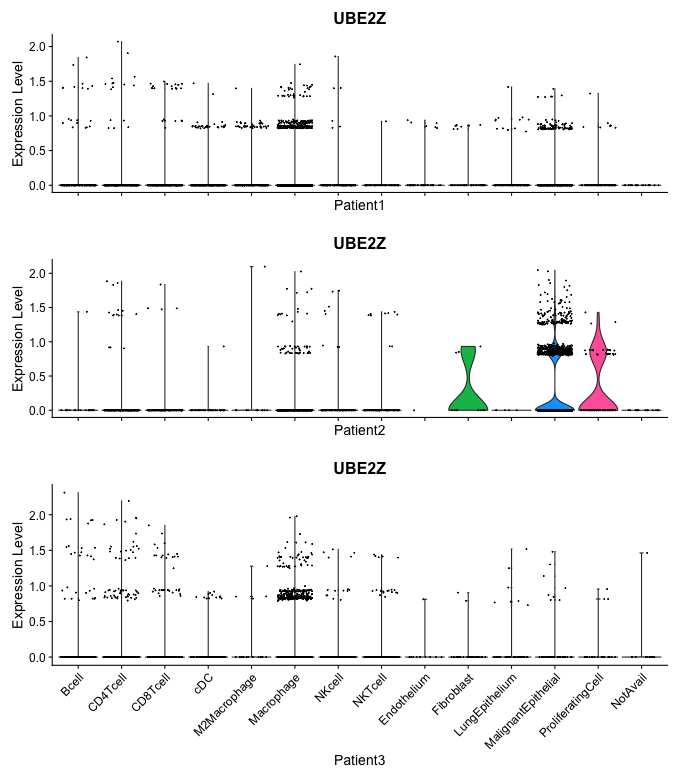 UBE2Z
Expression Level
2.0
1.5
1.0
0.5
0.0
Patient1
UBE2Z
Expression Level
2.0
1.5
1.0
0.5
0.0
Patient2
UBE2Z
Expression Level
2.0
1.5
1.0
0.5
0.0
Bcell
CD4Tcell
CD8Tcell
cDC
M2Macrophage
Macrophage
NKcell
NKTcell
Endothelium
Fibroblast
LungEpithelium
MalignantEpithelial
ProliferatingCell
NotAvail
Patient3